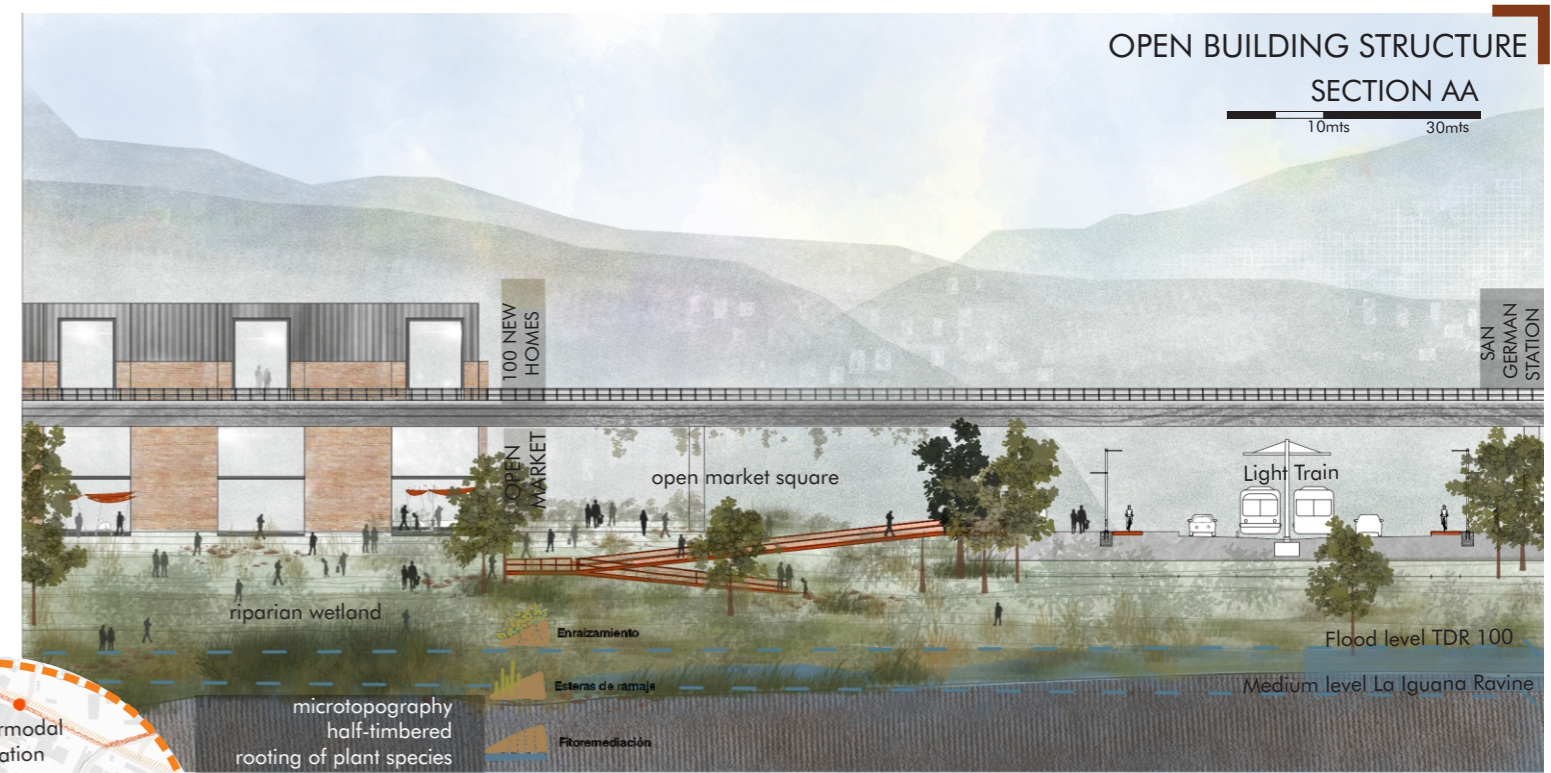 OPEN BUILDING STRUCTURE
SECTION AA
10mts
30mts
100 NEW
HOMES
SAN
GERMAN
STATION
OPEN
MARKET
open market square
Light Train
riparian wetland
Enraizamiento
Flood level TDR 100
Esteras de ramaje
Medium level La Iguana Ravine
microtopography
half-timbered
rooting of plant species
Fitoremediación
rmodal
ation